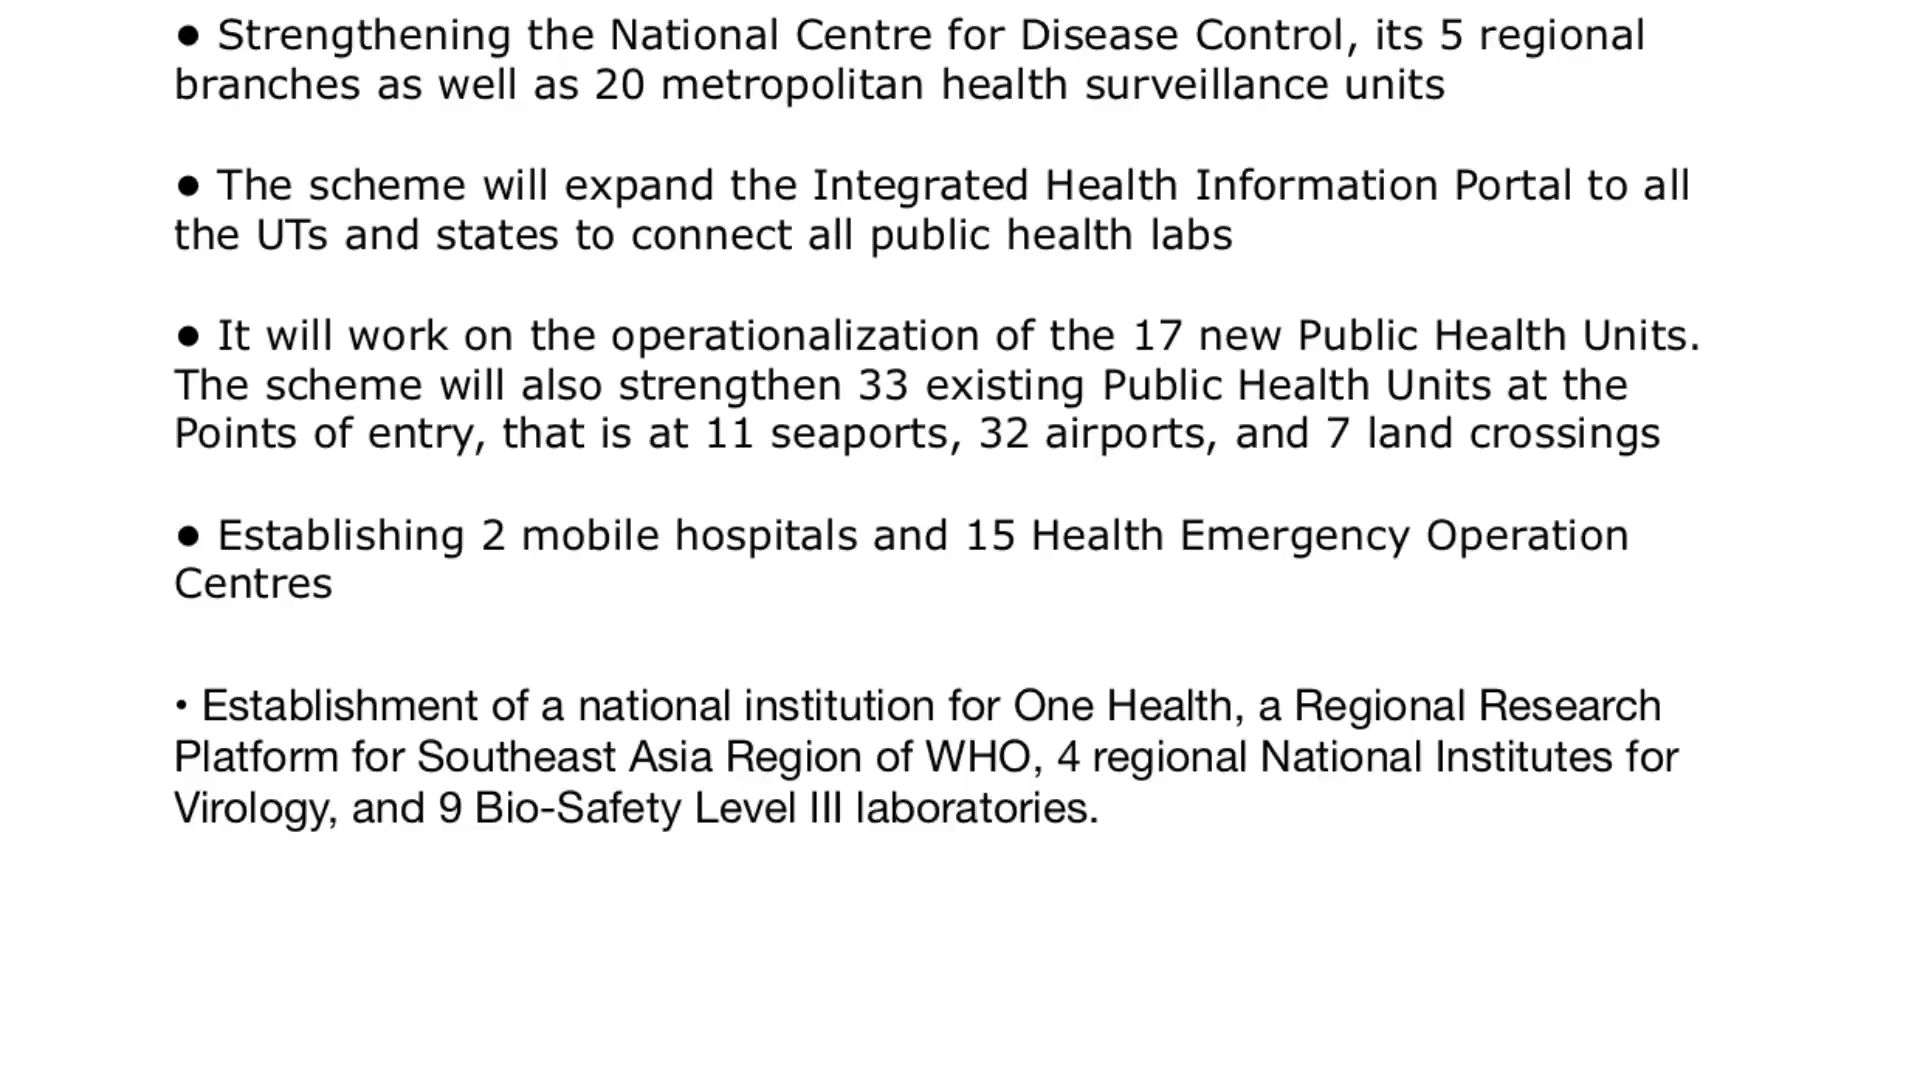 ● Strengthening the National Centre for Disease Control, its 5 regional
branches as well as 20 metropolitan health surveillance units
● The scheme will expand the Integrated Health Information Portal to all
the UTs and states to connect all public health labs
● It will work on the operationalization of the 17 new Public Health Units.
The scheme will also strengthen 33 existing Public Health Units at the
Points of entry, that is at 11 seaports, 32 airports, and 7 land crossings
● Establishing 2 mobile hospitals and 15 Health Emergency Operation
Centres
• Establishment of a national institution for One Health, a Regional Research
Platform for Southeast Asia Region of WHO, 4 regional National Institutes for
Virology, and 9 Bio-Safety Level III laboratories.